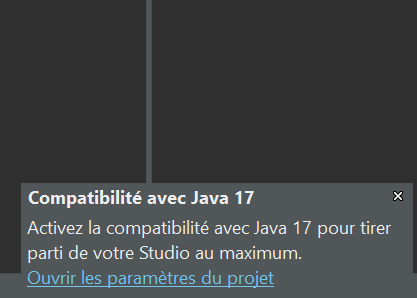 Compatibilité avec Java 17
Activez la compatibilité avec Java 17 pour tirer
parti de votre Studio au maximum.
Ouvrir les paramètres du projet